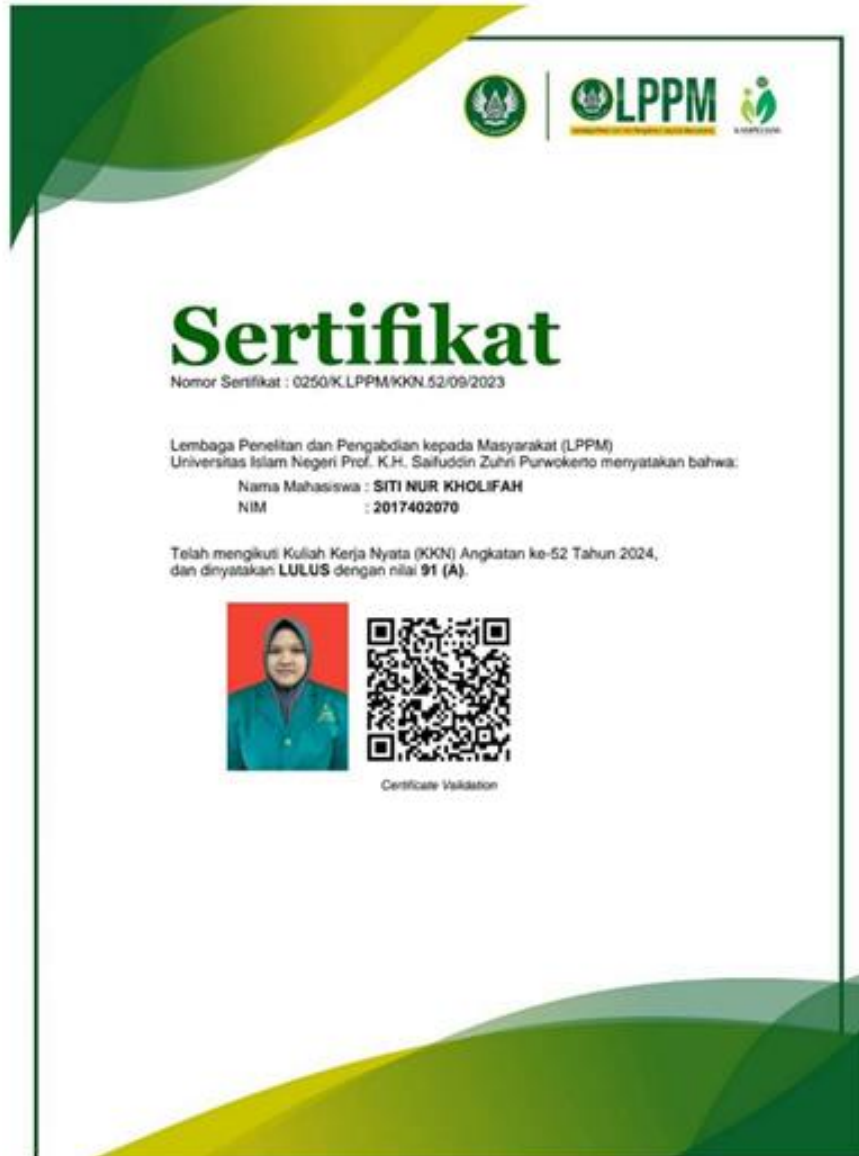 LPPM
Sertifikat
Nomor Sertifikat : 0250/K.LPPM/KKN.52/09/2023
Lembaga Penelitan dan Pengabdian kepada Masyarakat (LPPM)
Universitas Islam Negeri Prof. K.H. Saifuddin Zuhri Purwokerto menyatakan bahwa:
Nama Mahasiswa : SITI NUR KHOLIFAH
NIM : 2017402070
Telah mengikuti Kuliah Kerja Nyata (KKN) Angkatan ke-52 Tahun 2024,
dan dinyatakan LULUS dengan nilai 91 (A).
Certificate Validation